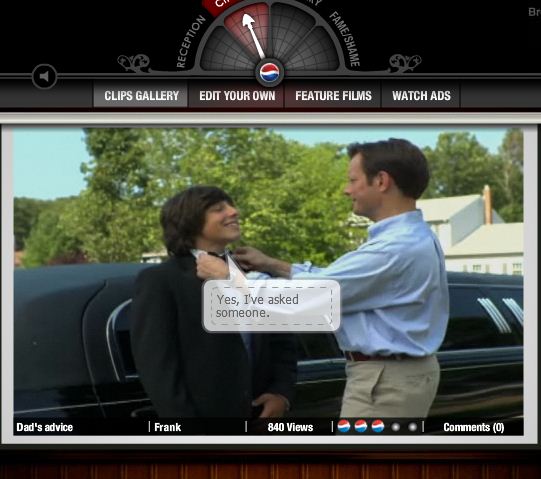 RECEPTION
FAME/SHAME
CLIPS GALLERY
EDIT YOUR OWN
FEATURE FILMS
WATCH ADS
Yes, I've asked
someone.
Dad's advice
Frank
840 Views
Comments (0)